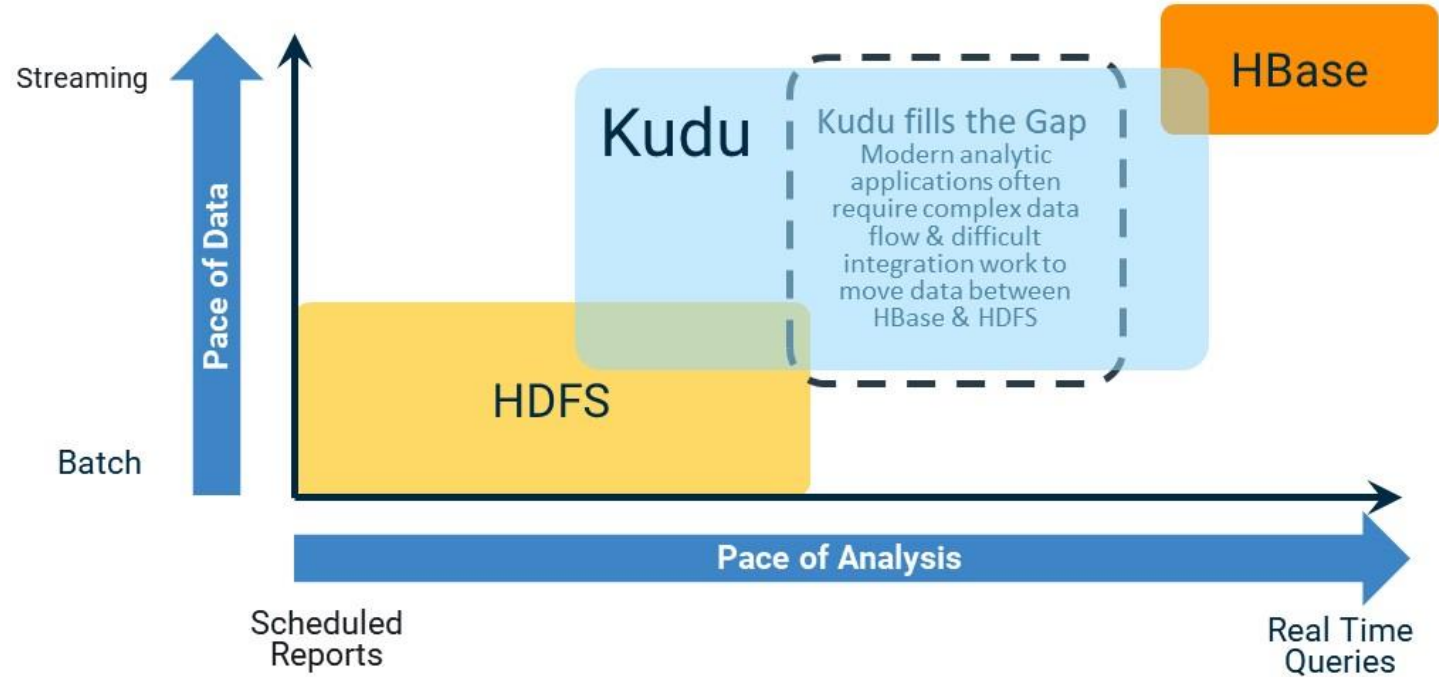 Streaming
Pace of Data
Batch
Kudu
Kudu fills the Gap
Modern analytic
applications often
require complex data
flow & difficult
integration work to
move data between
HBase & HDFS
HBase
HDFS
Pace of Analysis
Scheduled
Reports
Real Time
Queries